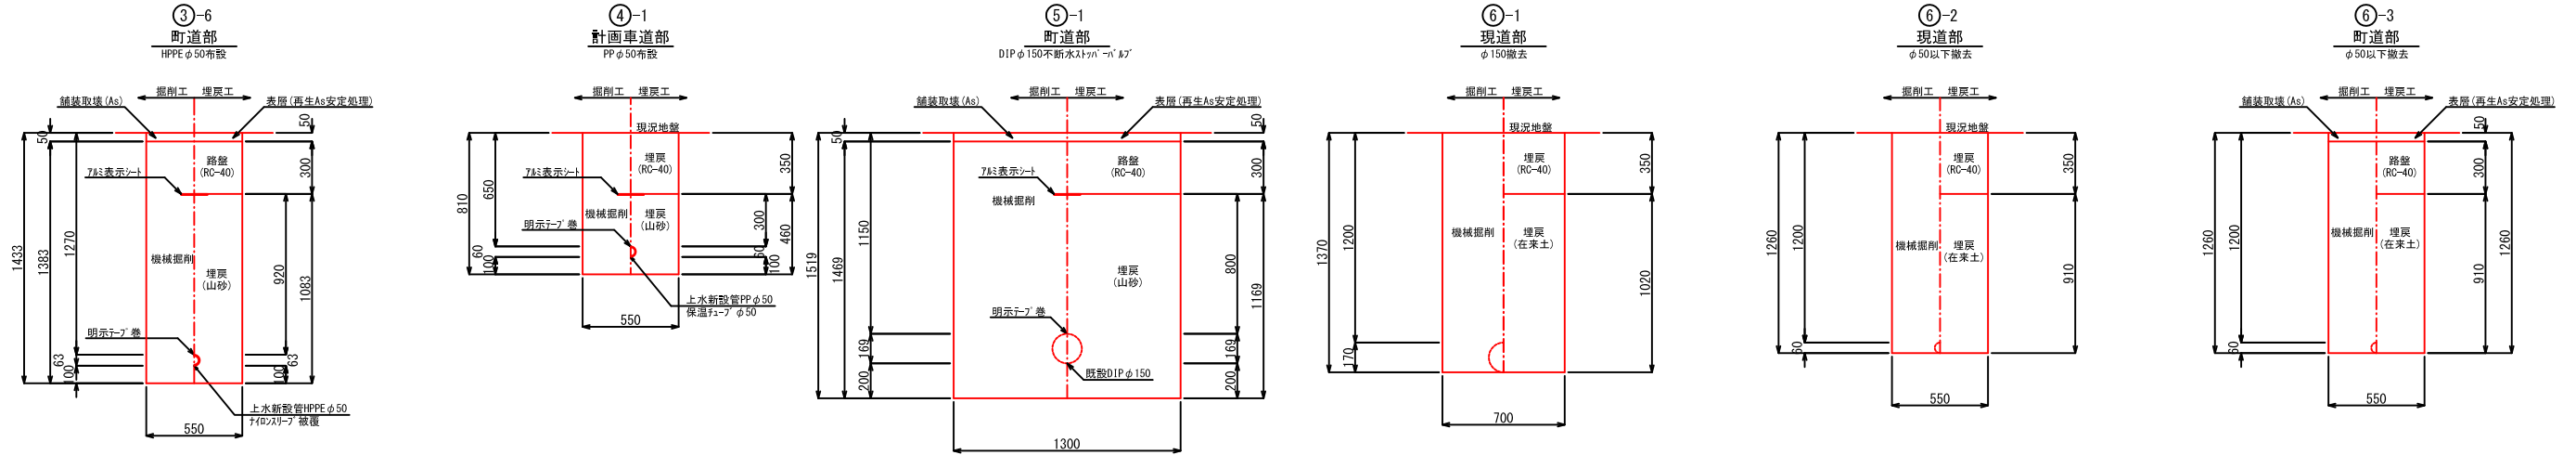 ③-6
町道部
HPPEφ50布設
掘削工 埋戻工
舗装取壊(As)
表層(再生As安定処理)
50
50
路盤
(RC-40)
300
アルミ表示シート
1433
1383
1270
機械掘削
埋戻
(山砂)
920
1083
明示テープ巻
63
100
63
100
上水新設管HPPEφ50
ナイロンスリーブ被覆
550
④-1
計画車道部
PPφ50布設
掘削工 埋戻工
現況地盤
埋戻
(RC-40)
350
アルミ表示シート
810
650
機械掘削
埋戻
(山砂)
300
460
明示テープ巻
60
100
60
100
上水新設管PPφ50
保温チューブφ50
550
⑤-1
町道部
DIPφ150不断水ストッパーバルブ
掘削工 埋戻工
舗装取壊(As)
表層(再生As安定処理)
50
50
路盤
(RC-40)
300
アルミ表示シート
機械掘削
1519
1469
1150
埋戻
(山砂)
800
1169
明示テープ巻
169
200
169
200
既設DIPφ150
1300
⑥-1
現道部
φ150撤去
掘削工 埋戻工
現況地盤
埋戻
(RC-40)
350
1370
1200
機械掘削
埋戻
(在来土)
1020
170
700
⑥-2
現道部
φ50以下撤去
掘削工 埋戻工
現況地盤
埋戻
(RC-40)
350
1260
1200
機械掘削
埋戻
(在来土)
910
60
550
⑥-3
町道部
φ50以下撤去
掘削工 埋戻工
舗装取壊(As)
表層(再生As安定処理)
50
路盤
(RC-40)
300
1260
1200
機械掘削
埋戻
(在来土)
910
1260
60
550